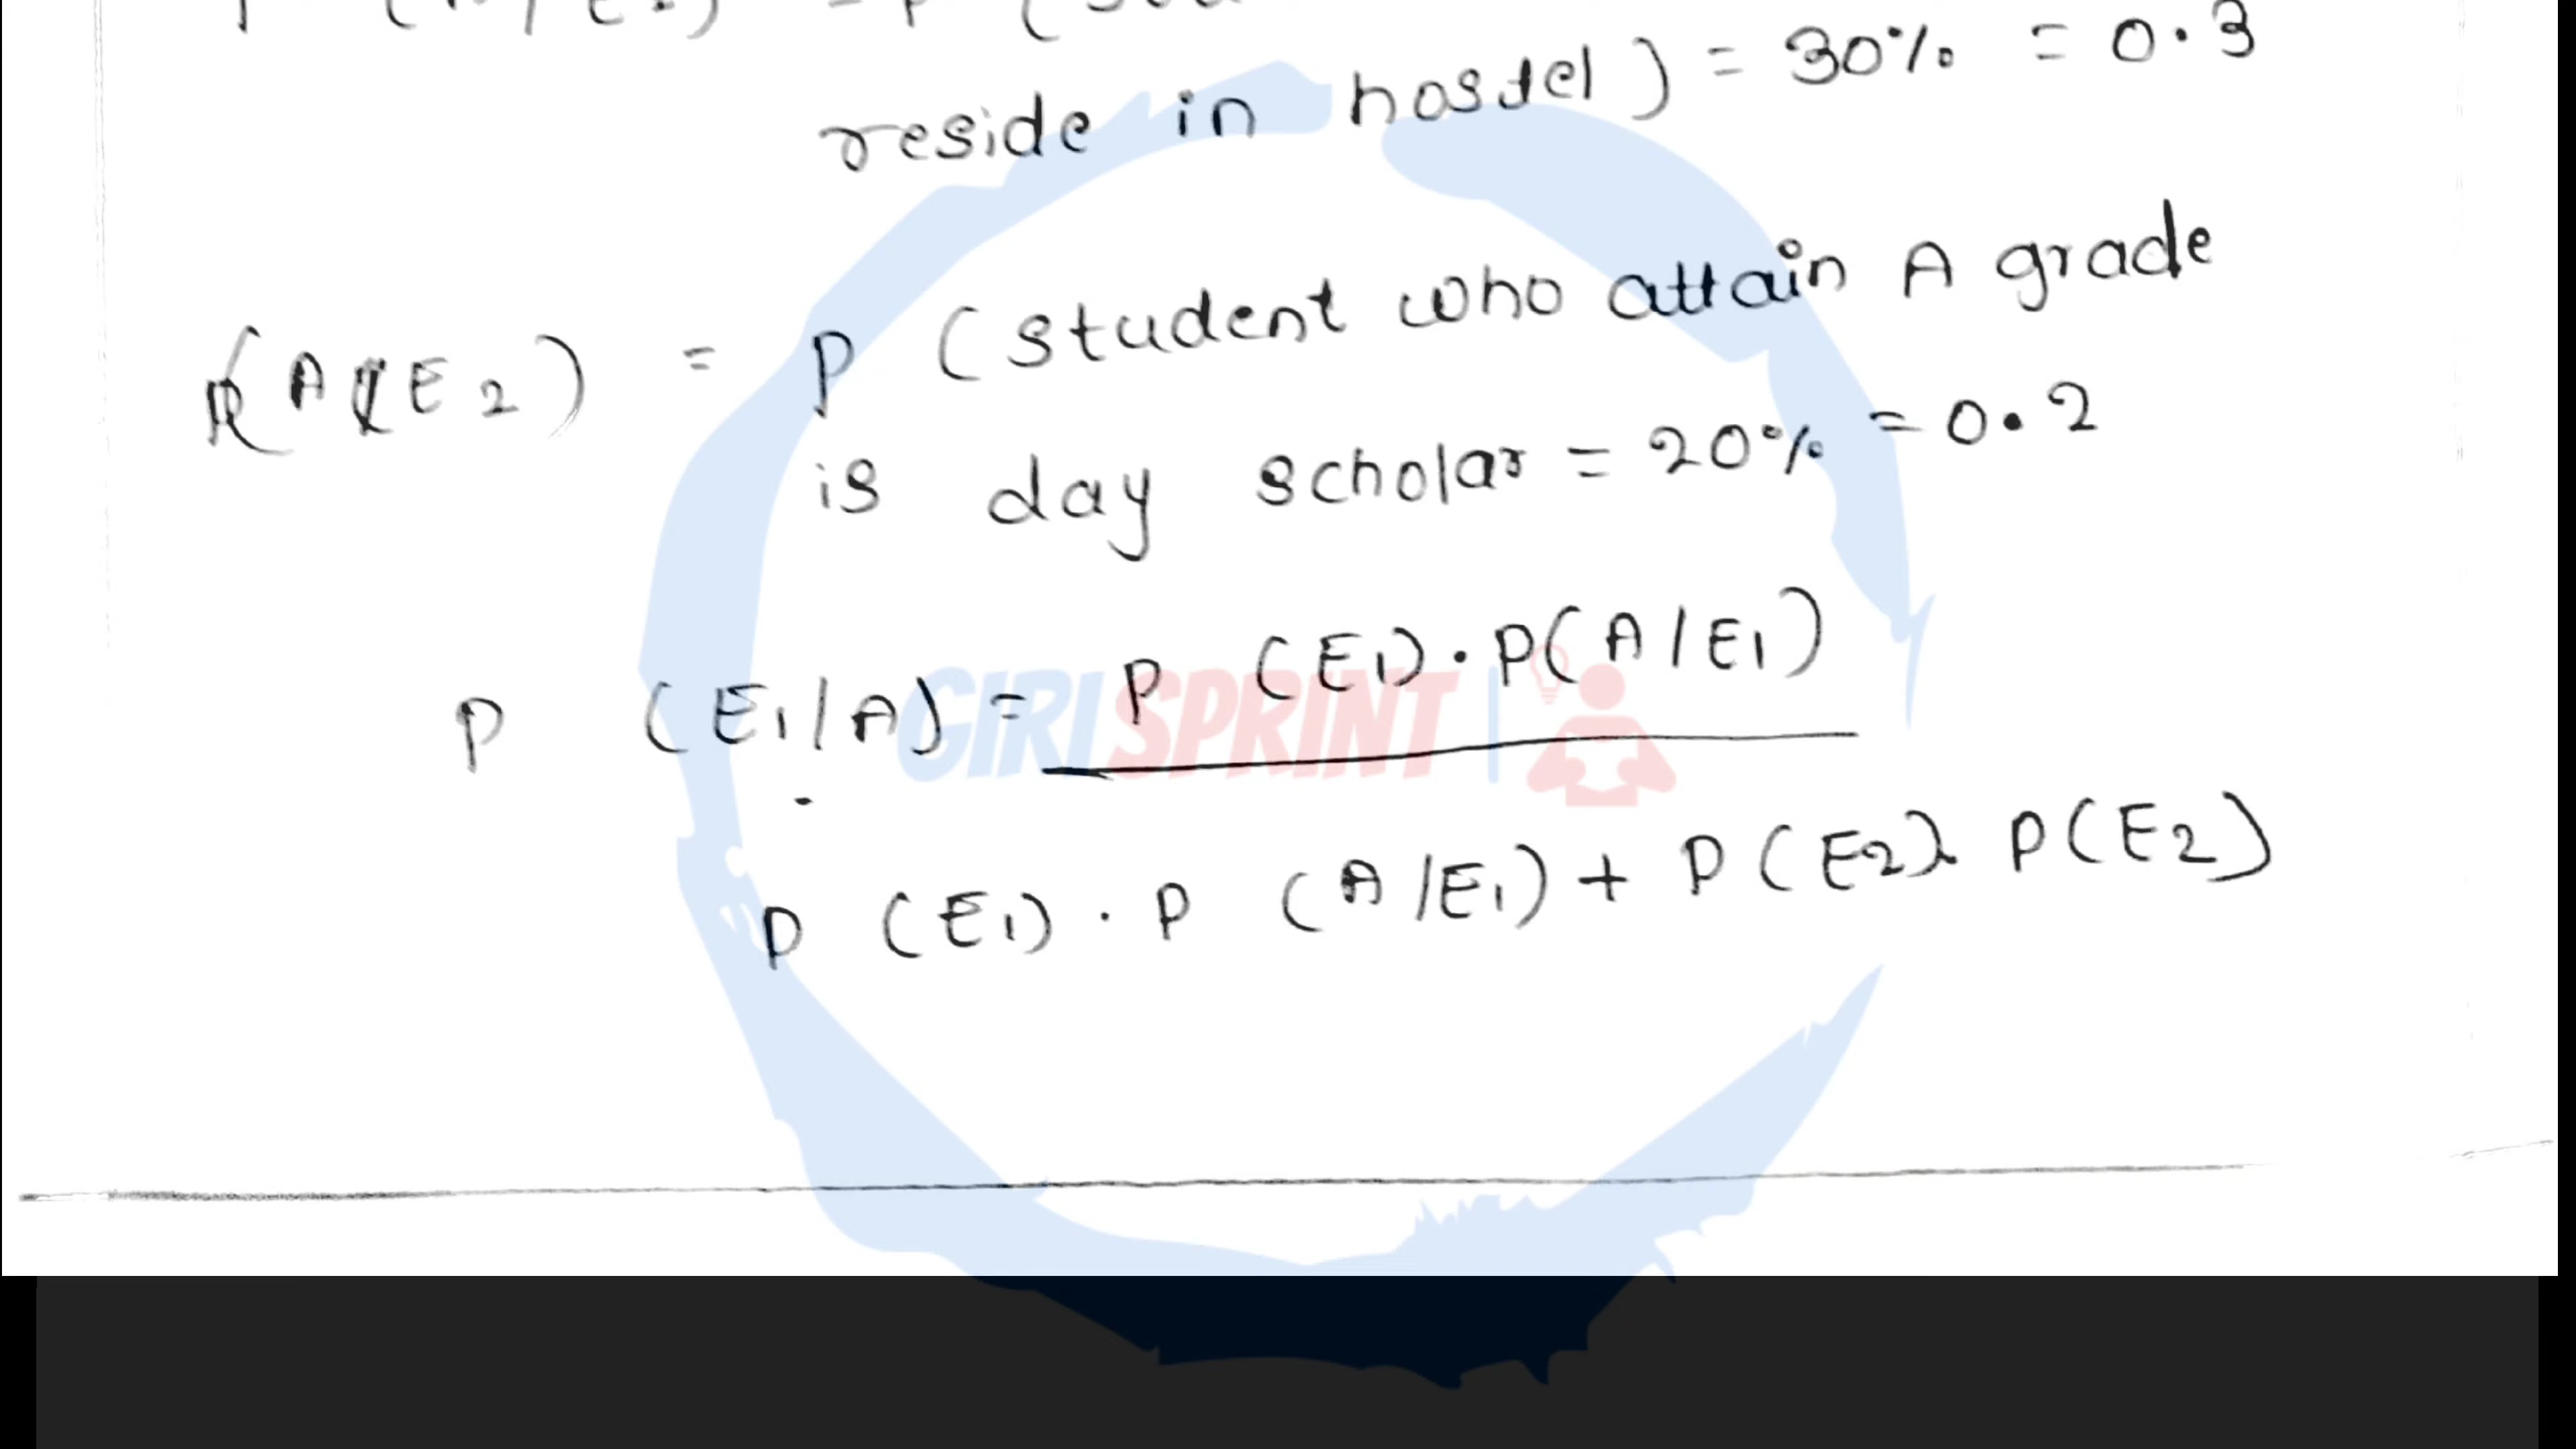 reside in hostel) = 30% = 0.3
P(A/E2) = P (student who attain A grade
is day scholar = 20% = 0.2
P (E1/A) = P (E1) . P(A/E1)
P (E1) . P (A/E1) + P(E2). P(E2)
GIRISPRINT